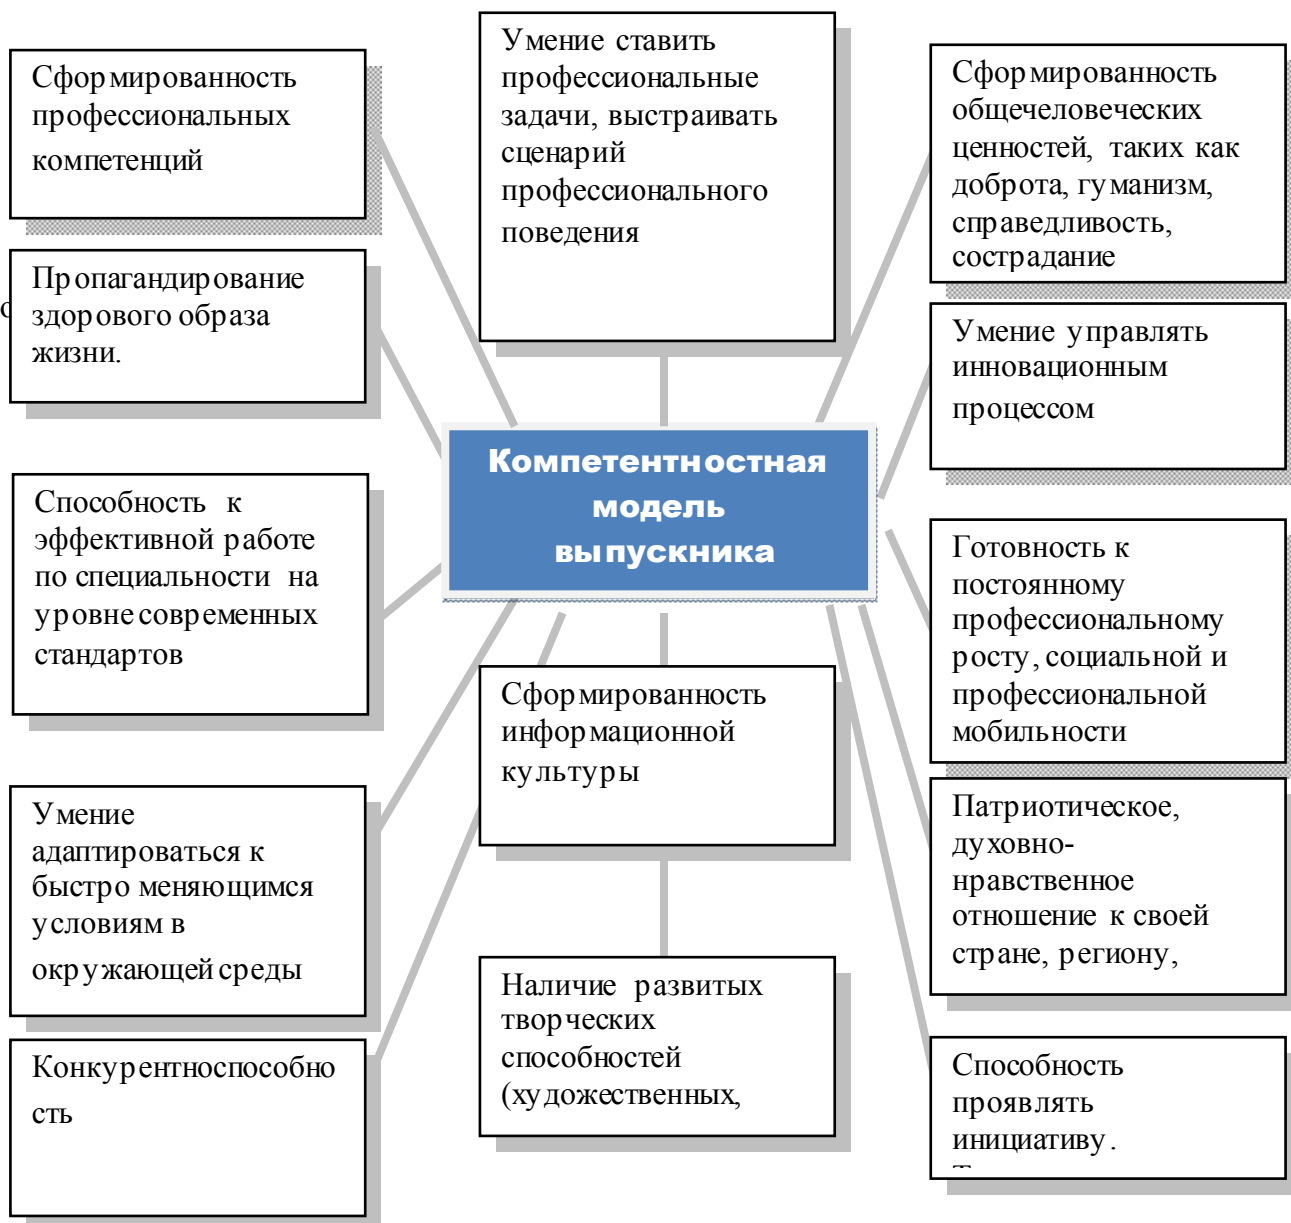 Сформированность
профессиональных
компетенций
Пропагандирование
здорового образа
жизни.
Способность к
эффективной работе
по специальности на
уровне современных
стандартов
Умение
адаптироваться к
быстро меняющимся
условиям в
окружающей среды
Конкурентноспособно
сть
Умение ставить
профессиональные
задачи, выстраивать
сценарий
профессионального
поведения
Компетентностная
модель
выпускника
Сформированность
информационной
культуры
Наличие развитых
творческих
способностей
(художественных,
Сформированность
общечеловеческих
ценностей, таких как
доброта, гуманизм,
справедливость,
сострадание
Умение управлять
инновационным
процессом
Готовность к
постоянному
профессиональному
росту, социальной и
профессиональной
мобильности
Патриотическое,
духовно-
нравственное
отношение к своей
стране, региону,
Способность
проявлять
инициативу.